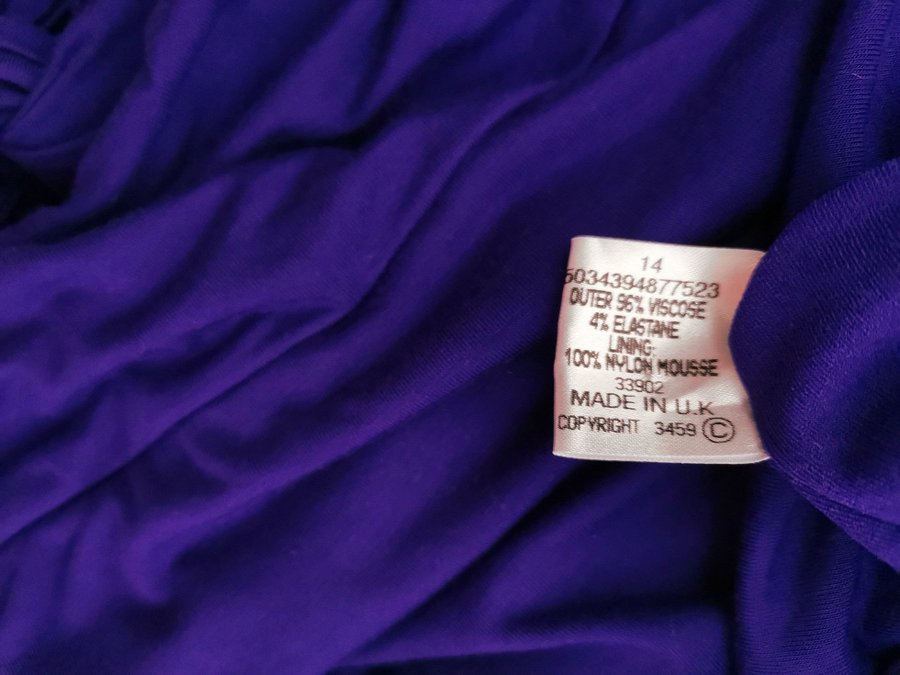 14
5034394877523
OUTER 96% VISCOSE
4% ELASTANE
LINING:
100% NYLON MOUSSE
33902
MADE IN U.K
COPYRIGHT 3459 ©